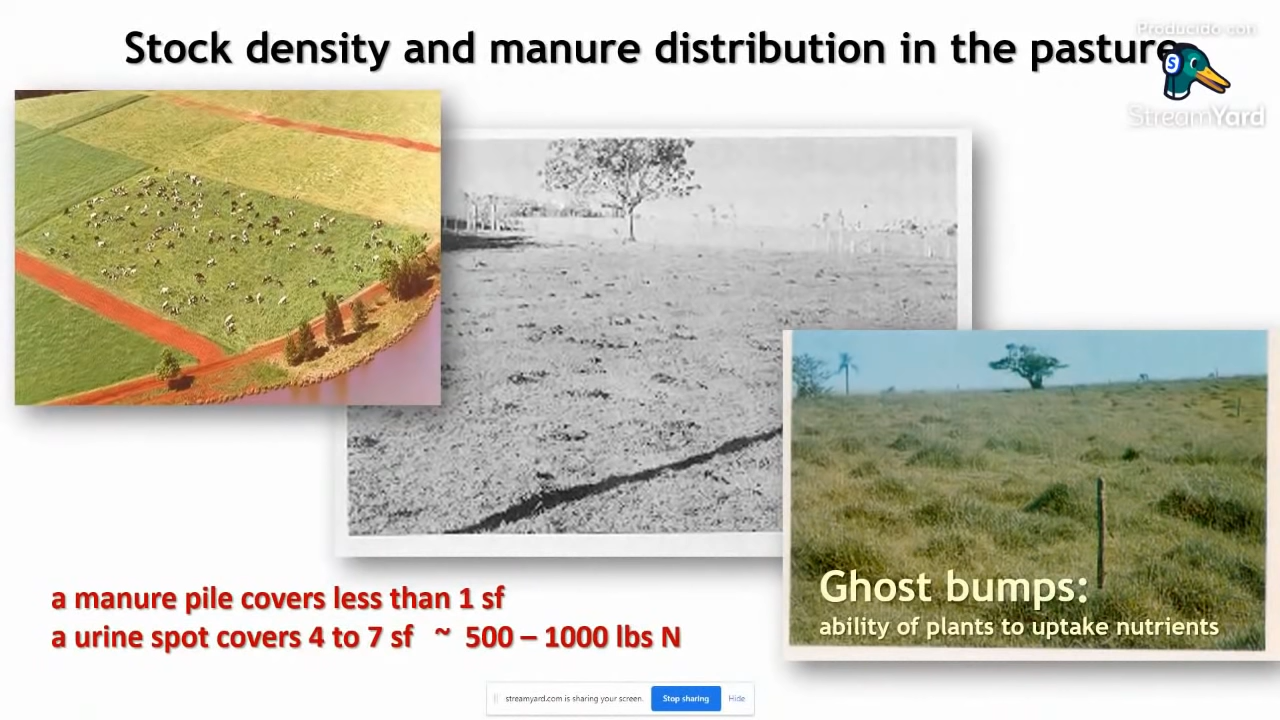 Stock density and manure distribution in the pasture
Producido con
S
StreamYard
Ghost bumps:
ability of plants to uptake nutrients
a manure pile covers less than 1 sf
a urine spot covers 4 to 7 sf ~ 500 – 1000 lbs N
streamyard.com is sharing your screen. Stop sharing Hide